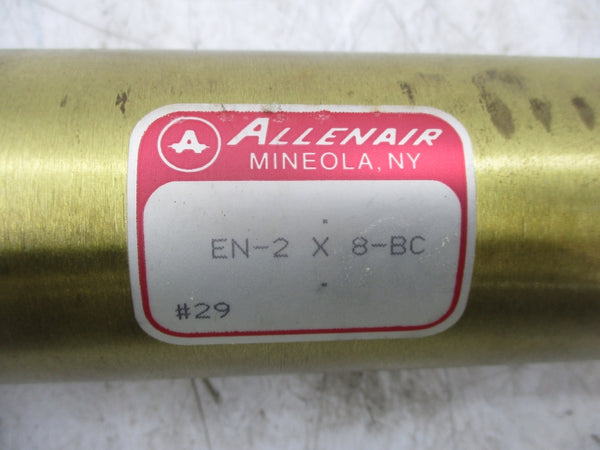 A ALLENAIR
MINEOLA, NY
EN-2 X 8-BC
#29